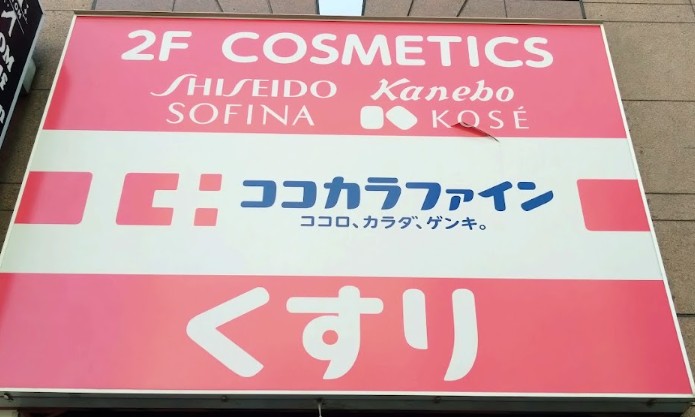 2F COSMETICS
SHISEIDO Kanebo
SOFINA KOSÉ
ココカラファイン
ココロ、カラダ、ゲンキ。
くすり